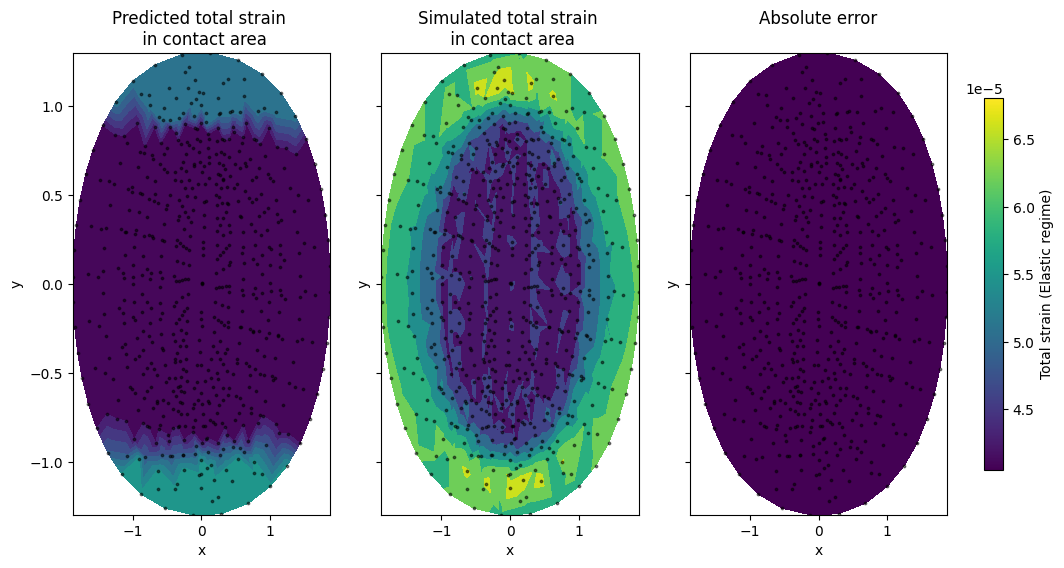 Predicted total strain
in contact area
Simulated total strain
in contact area
Absolute error
1e−5
1.0
0.5
0.0
−0.5
−1.0
y
y
y
6.5
6.0
5.5
5.0
4.5
Total strain (Elastic regime)
−1
0
1
−1
0
1
−1
0
1
x
x
x